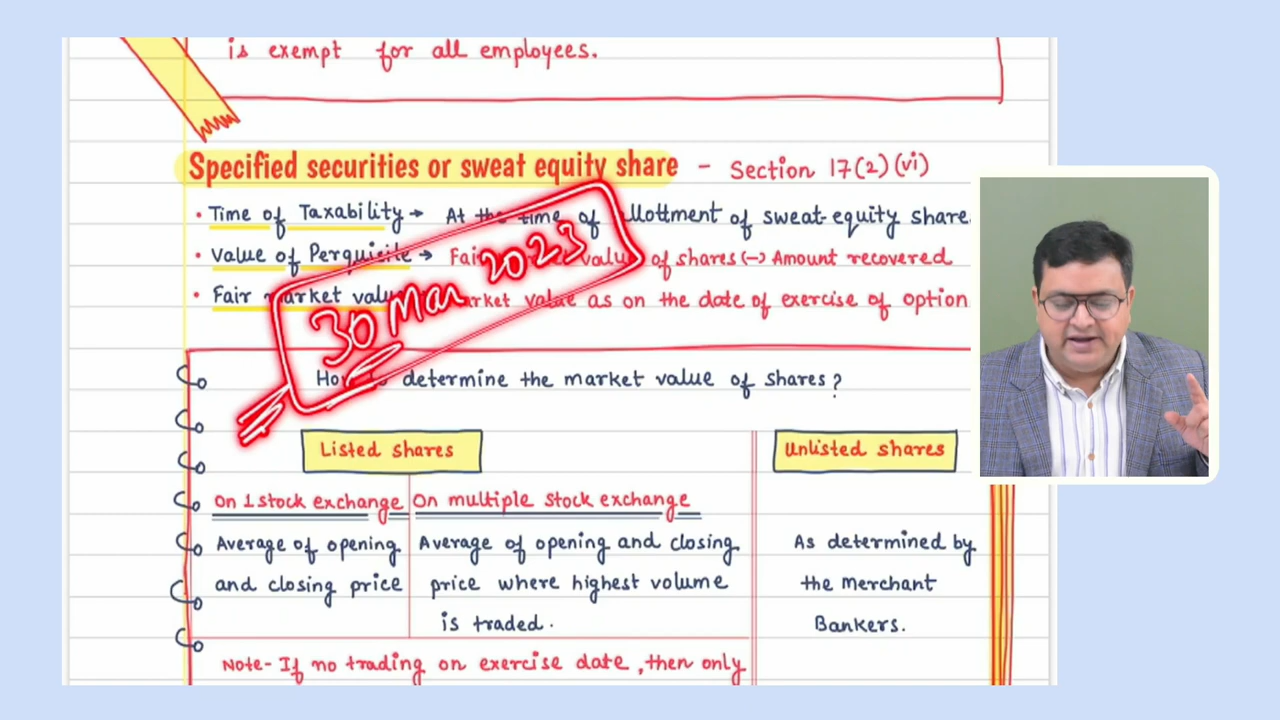 is exempt for all employees.
Specified securities or sweat equity share - Section 17(2)(vi)
• Time of Taxability → At the time of allottment of sweat-equity share
• Value of Perquisite → Fair market value of shares (-) Amount recovered
• Fair market value market value as on the date of exercise of option
30 Mar 2023
How to determine the market value of shares?
Listed shares
Unlisted shares
On 1 stock exchange
On multiple stock exchange
Average of opening
and closing price
Average of opening and closing
price where highest volume
is traded.
As determined by
the Merchant
Bankers.
Note- If no trading on exercise date, then only